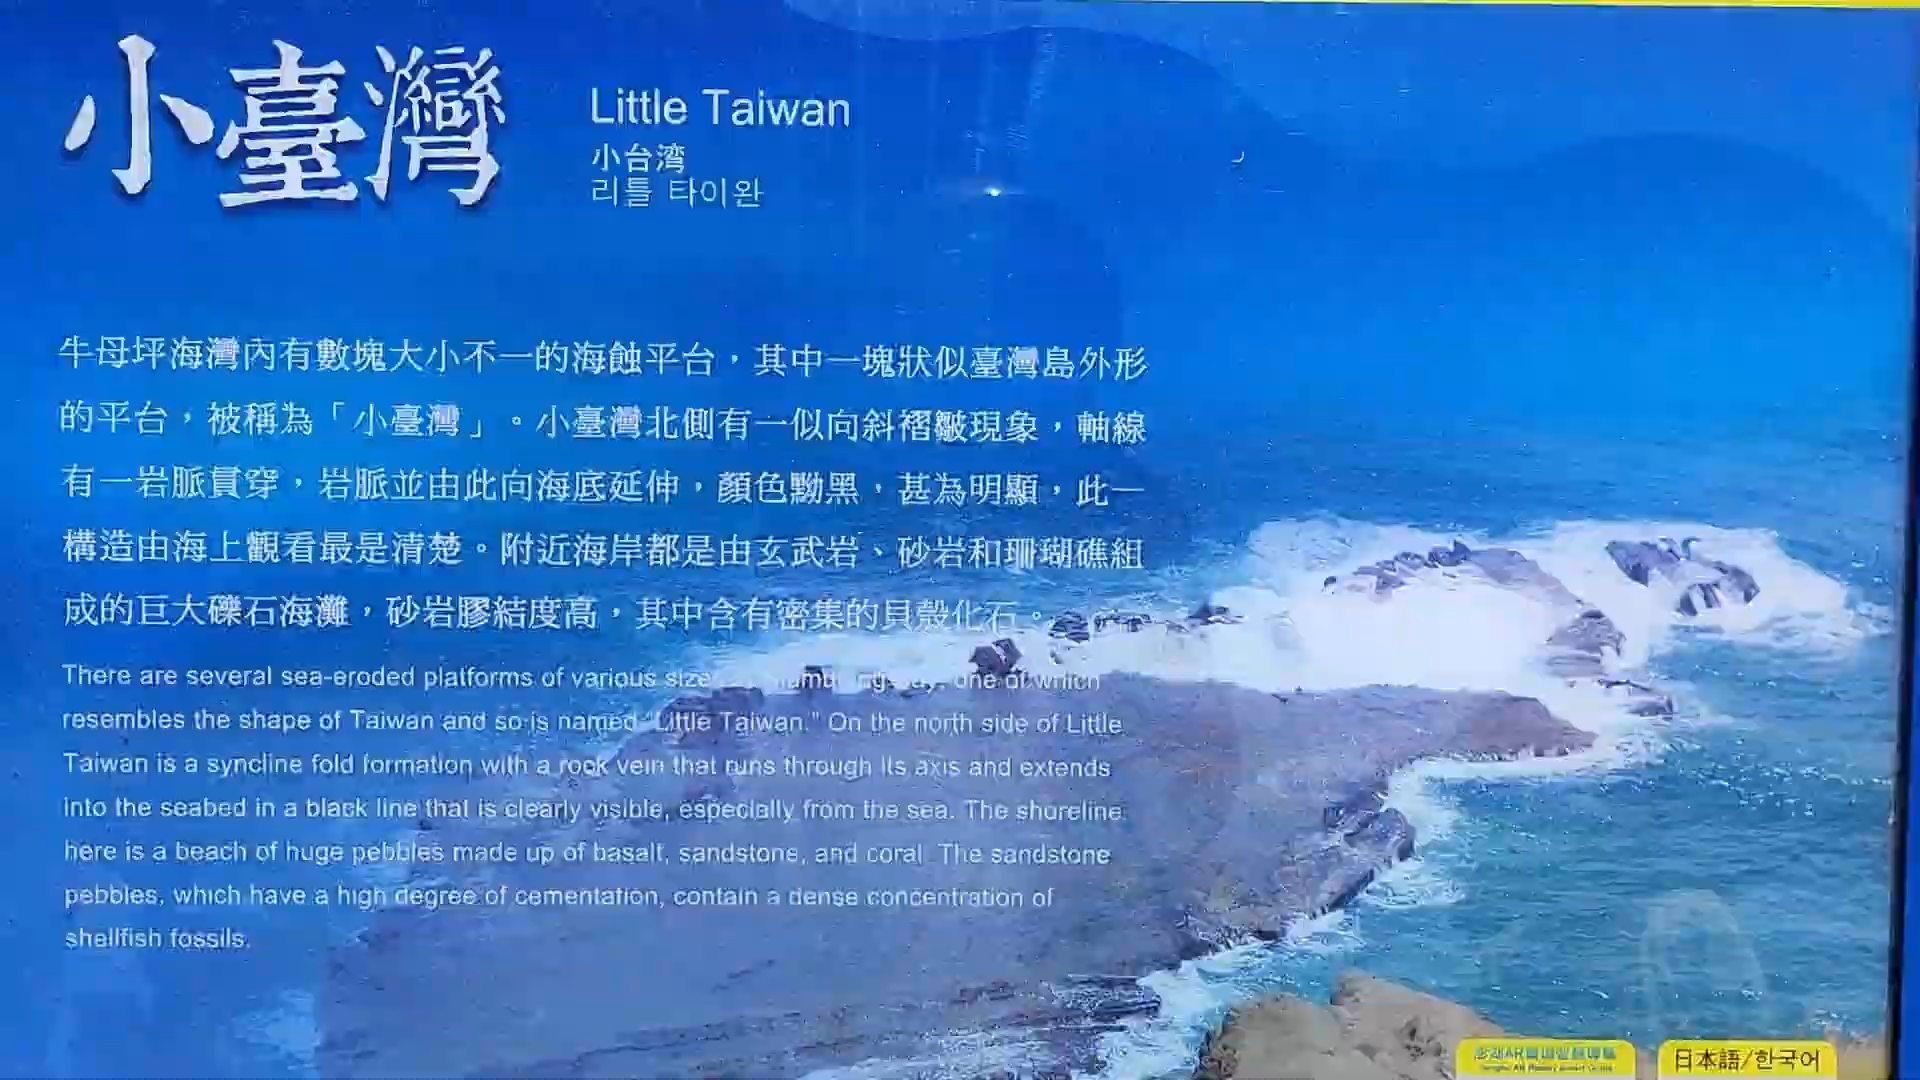 小臺灣
Little Taiwan
小台湾
리틀 타이완
牛母坪海灣內有數塊大小不一的海蝕平台，其中一塊狀似臺灣島外形
的平台，被稱為「小臺灣」。小臺灣北側有一似向斜褶皺現象，軸線
有一岩脈貫穿，岩脈並由此向海底延伸，顏色黝黑，甚為明顯，此一
構造由海上觀看最是清楚。附近海岸都是由玄武岩、砂岩和珊瑚礁組
成的巨大礫石海灘，砂岩膠結度高，其中含有密集的貝殼化石。
There are several sea-eroded platforms of various one of which
resembles the shape of Taiwan and so is named "Little Taiwan." On the north side of Little
Taiwan is a syncline fold formation with a rock vein that runs through its axis and extends
into the seabed in a black line that is clearly visible, especially from the sea. The shoreline
here is a beach of huge pebbles made up of basalt, sandstone, and coral. The sandstone
pebbles, which have a high degree of cementation, contain a dense concentration of
shellfish fossils.
日本語/한국어